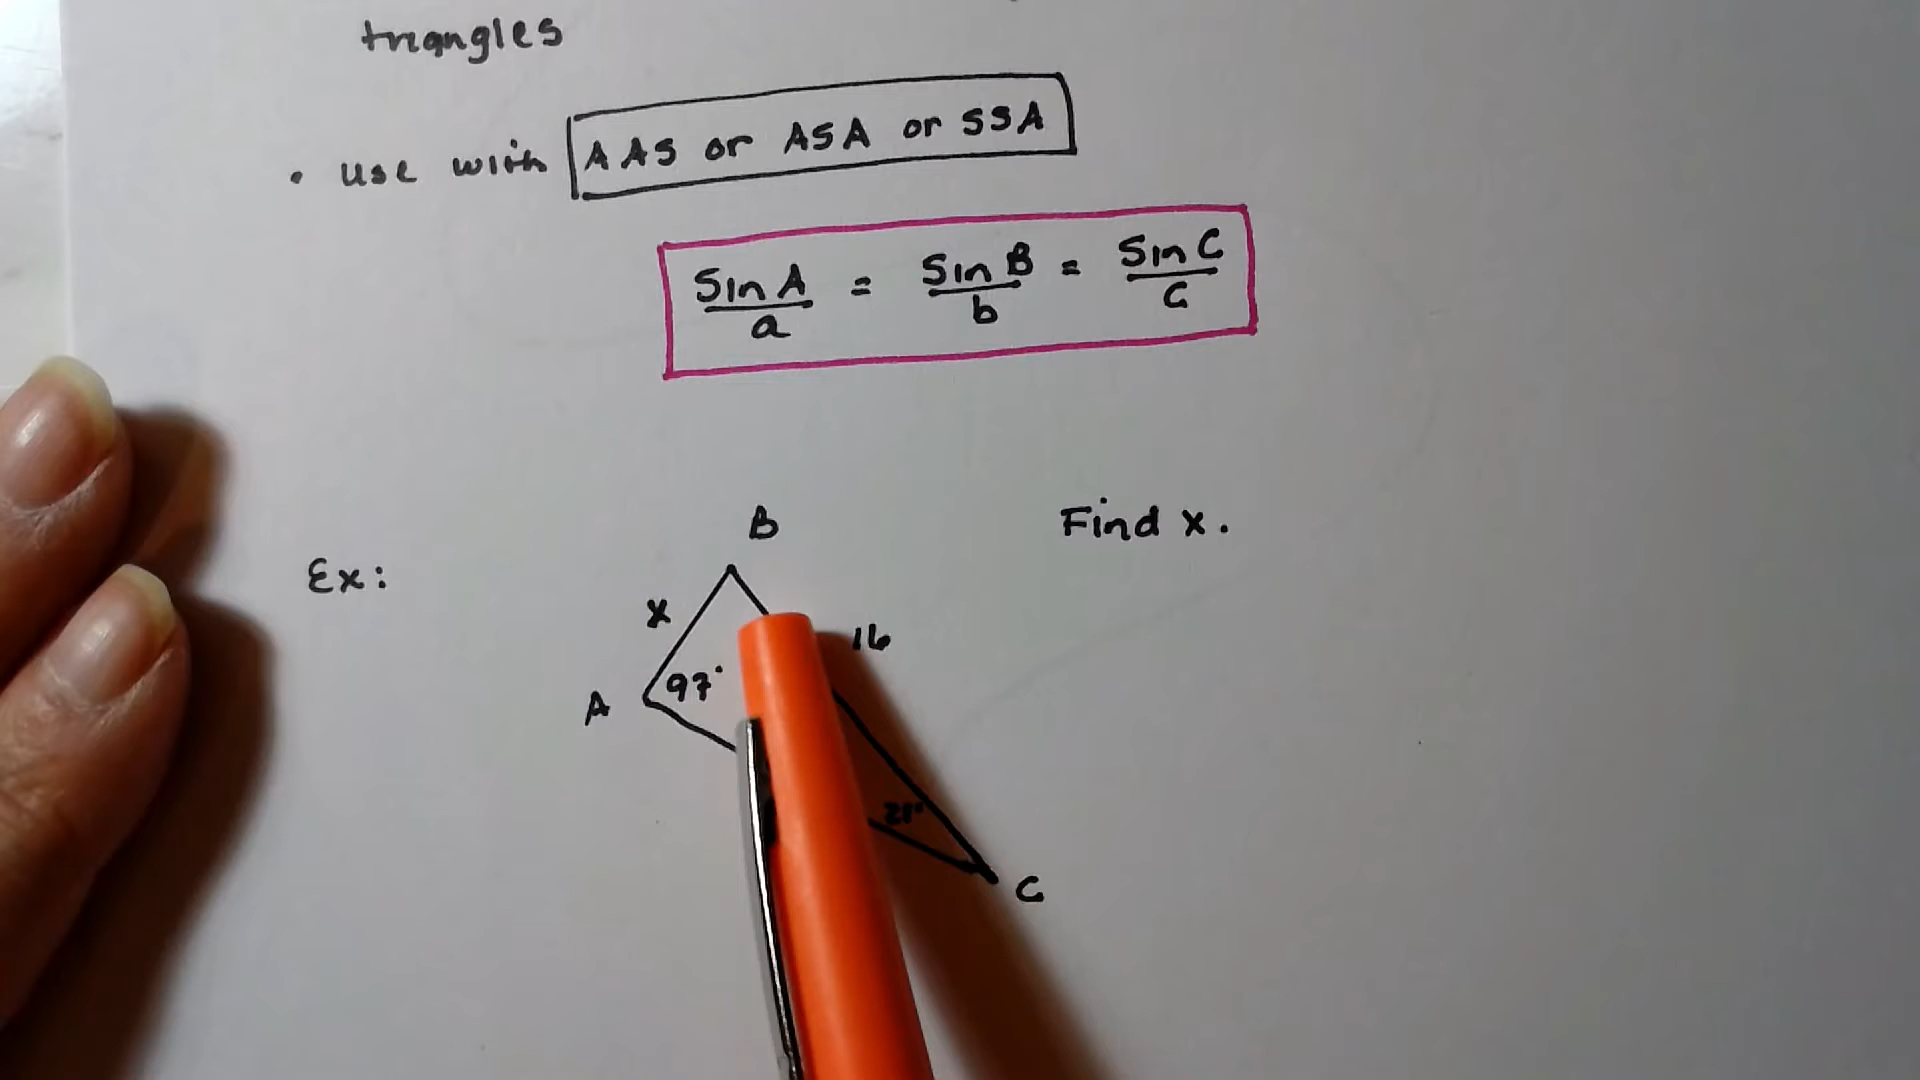 triangles
• Use with AAS or ASA or SSA
Sin A / a = Sin B / b = Sin C / c
B
Find x.
Ex:
x
16
97°
A
C